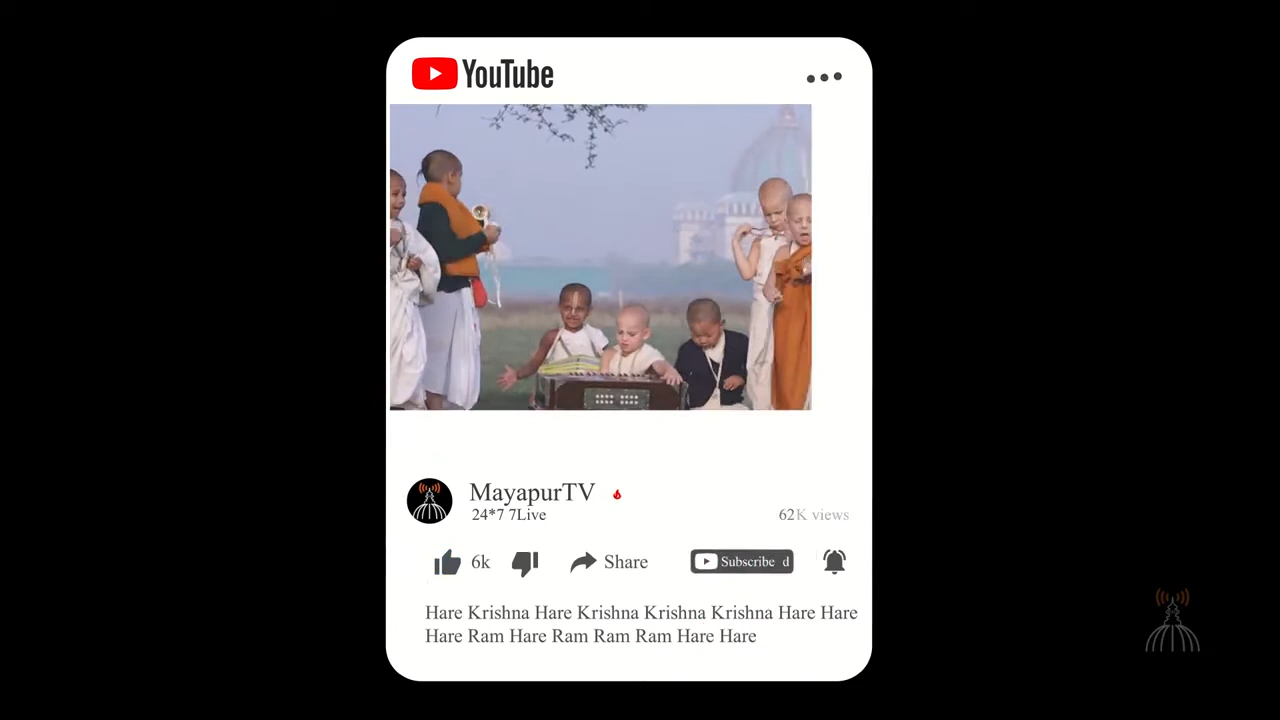 YouTube
MayapurTV
24*7 7Live
62K views
6k
Share
Subscribe d
Hare Krishna Hare Krishna Krishna Krishna Hare Hare
Hare Ram Hare Ram Ram Ram Hare Hare